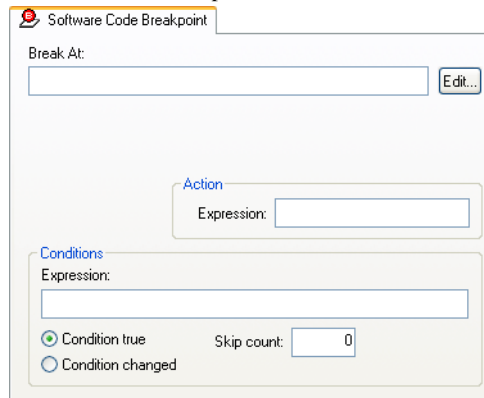 Software Code Breakpoint
Break At:
Edit...
Action
Expression:
Conditions
Expression:
Condition true
Skip count: 0
Condition changed